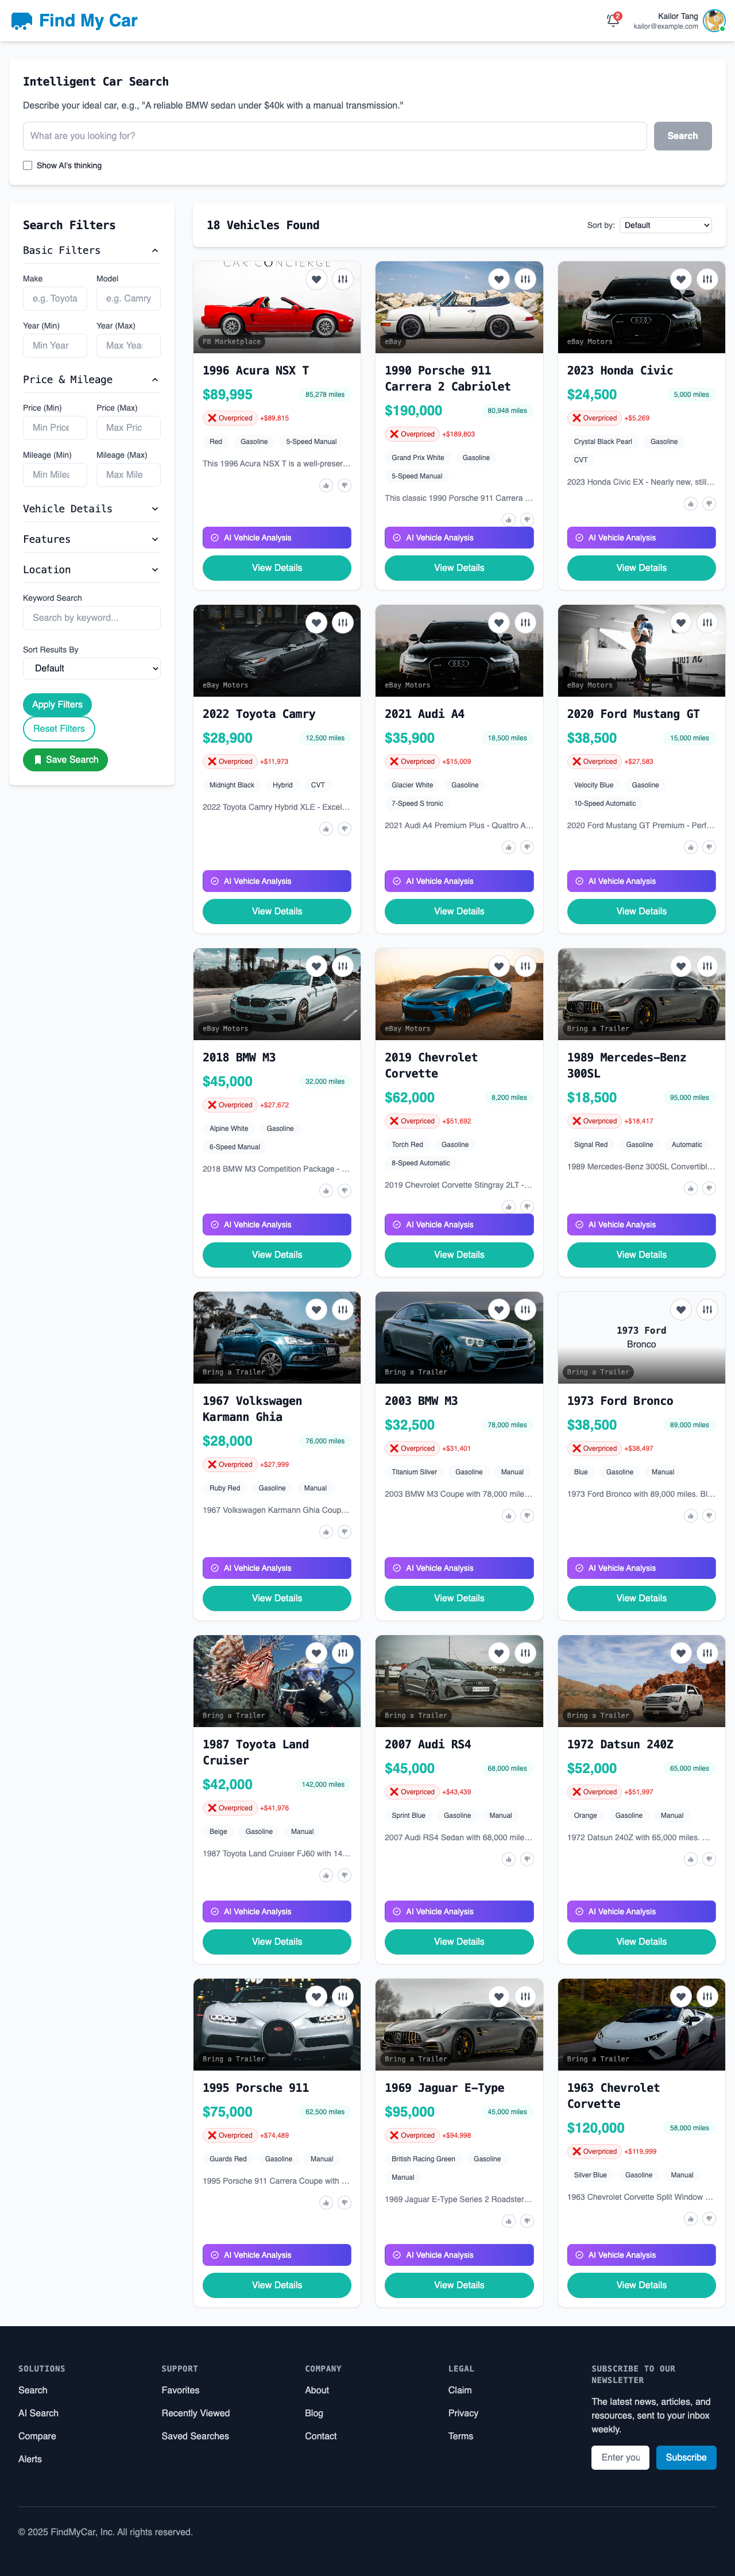 Find My Car
2
Kailor Tang
kailor@example.com
Intelligent Car Search
Describe your ideal car, e.g., "A reliable BMW sedan under $40k with a manual transmission."
What are you looking for?
Search
Show AI's thinking
Search Filters
Basic Filters
Make
Model
e.g. Toyota
e.g. Camry
Year (Min)
Year (Max)
Min Year
Max Yea
Price & Mileage
Price (Min)
Price (Max)
Min Price
Max Pric
Mileage (Min)
Mileage (Max)
Min Milea
Max Mile
Vehicle Details
Features
Location
Keyword Search
Search by keyword...
Sort Results By
Default
Apply Filters
Reset Filters
Save Search
18 Vehicles Found
Sort by:
Default
CAR CONCIERGE
FB Marketplace
1996 Acura NSX T
$89,995
85,278 miles
Overpriced
+$89,815
Red
Gasoline
5-Speed Manual
This 1996 Acura NSX T is a well-preser...
AI Vehicle Analysis
View Details
eBay
1990 Porsche 911
Carrera 2 Cabriolet
$190,000
80,948 miles
Overpriced
+$189,803
Grand Prix White
Gasoline
5-Speed Manual
This classic 1990 Porsche 911 Carrera ...
AI Vehicle Analysis
View Details
eBay Motors
2023 Honda Civic
$24,500
5,000 miles
Overpriced
+$5,269
Crystal Black Pearl
Gasoline
CVT
2023 Honda Civic EX - Nearly new, still...
AI Vehicle Analysis
View Details
eBay Motors
2022 Toyota Camry
$28,900
12,500 miles
Overpriced
+$11,973
Midnight Black
Hybrid
CVT
2022 Toyota Camry Hybrid XLE - Excel...
AI Vehicle Analysis
View Details
eBay Motors
2021 Audi A4
$35,900
18,500 miles
Overpriced
+$15,009
Glacier White
Gasoline
7-Speed S tronic
2021 Audi A4 Premium Plus - Quattro A...
AI Vehicle Analysis
View Details
eBay Motors
2020 Ford Mustang GT
$38,500
15,000 miles
Overpriced
+$27,583
Velocity Blue
Gasoline
10-Speed Automatic
2020 Ford Mustang GT Premium - Perf...
AI Vehicle Analysis
View Details
eBay Motors
2018 BMW M3
$45,000
32,000 miles
Overpriced
+$27,672
Alpine White
Gasoline
6-Speed Manual
2018 BMW M3 Competition Package - ...
AI Vehicle Analysis
View Details
eBay Motors
2019 Chevrolet
Corvette
$62,000
8,200 miles
Overpriced
+$51,692
Torch Red
Gasoline
8-Speed Automatic
2019 Chevrolet Corvette Stingray 2LT -...
AI Vehicle Analysis
View Details
Bring a Trailer
1989 Mercedes-Benz
300SL
$18,500
95,000 miles
Overpriced
+$18,417
Signal Red
Gasoline
Automatic
1989 Mercedes-Benz 300SL Convertibl...
AI Vehicle Analysis
View Details
Bring a Trailer
1967 Volkswagen
Karmann Ghia
$28,000
76,000 miles
Overpriced
+$27,999
Ruby Red
Gasoline
Manual
1967 Volkswagen Karmann Ghia Coup...
AI Vehicle Analysis
View Details
Bring a Trailer
2003 BMW M3
$32,500
78,000 miles
Overpriced
+$31,401
Titanium Silver
Gasoline
Manual
2003 BMW M3 Coupe with 78,000 mile...
AI Vehicle Analysis
View Details
1973 Ford
Bronco
Bring a Trailer
1973 Ford Bronco
$38,500
89,000 miles
Overpriced
+$38,497
Blue
Gasoline
Manual
1973 Ford Bronco with 89,000 miles. Bl...
AI Vehicle Analysis
View Details
Bring a Trailer
1987 Toyota Land
Cruiser
$42,000
142,000 miles
Overpriced
+$41,976
Beige
Gasoline
Manual
1987 Toyota Land Cruiser FJ60 with 14...
AI Vehicle Analysis
View Details
Bring a Trailer
2007 Audi RS4
$45,000
68,000 miles
Overpriced
+$43,439
Sprint Blue
Gasoline
Manual
2007 Audi RS4 Sedan with 68,000 mile...
AI Vehicle Analysis
View Details
Bring a Trailer
1972 Datsun 240Z
$52,000
65,000 miles
Overpriced
+$51,997
Orange
Gasoline
Manual
1972 Datsun 240Z with 65,000 miles. ...
AI Vehicle Analysis
View Details
Bring a Trailer
1995 Porsche 911
$75,000
62,500 miles
Overpriced
+$74,489
Guards Red
Gasoline
Manual
1995 Porsche 911 Carrera Coupe with ...
AI Vehicle Analysis
View Details
Bring a Trailer
1969 Jaguar E-Type
$95,000
45,000 miles
Overpriced
+$94,998
British Racing Green
Gasoline
Manual
1969 Jaguar E-Type Series 2 Roadster...
AI Vehicle Analysis
View Details
Bring a Trailer
1963 Chevrolet
Corvette
$120,000
58,000 miles
Overpriced
+$119,999
Silver Blue
Gasoline
Manual
1963 Chevrolet Corvette Split Window ...
AI Vehicle Analysis
View Details
SOLUTIONS
Search
AI Search
Compare
Alerts
SUPPORT
Favorites
Recently Viewed
Saved Searches
COMPANY
About
Blog
Contact
LEGAL
Claim
Privacy
Terms
SUBSCRIBE TO OUR
NEWSLETTER
The latest news, articles, and
resources, sent to your inbox
weekly.
Enter you
Subscribe
© 2025 FindMyCar, Inc. All rights reserved.